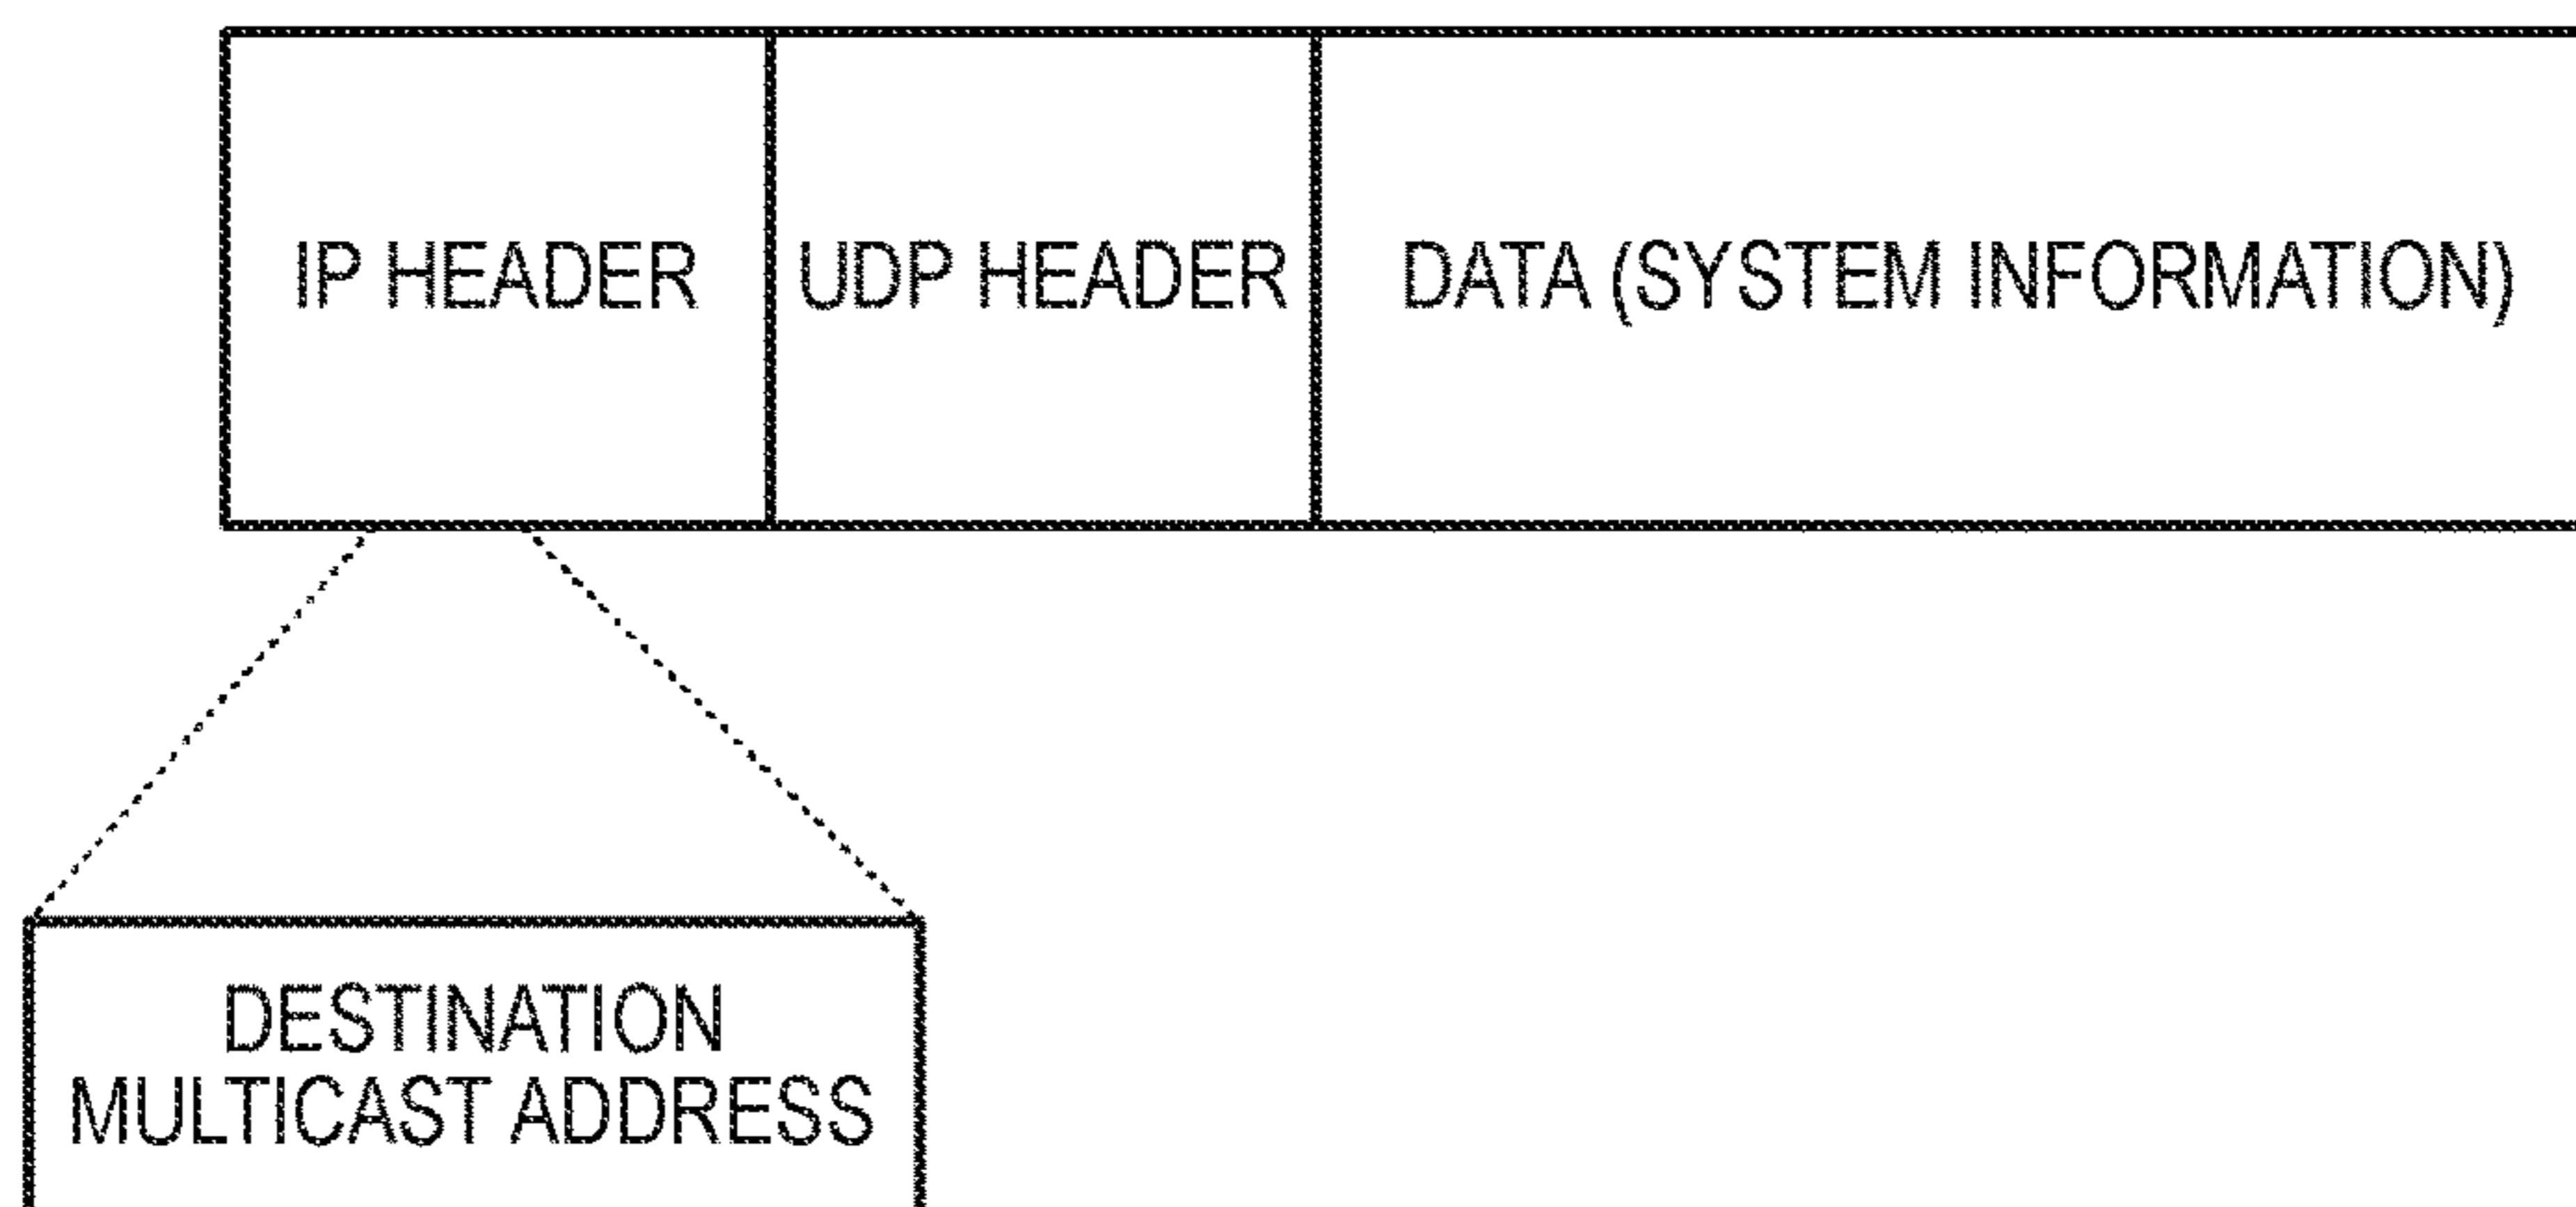 IP HEADER UDP HEADER DATA (SYSTEM INFORMATION)
DESTINATION
MULTICAST ADDRESS